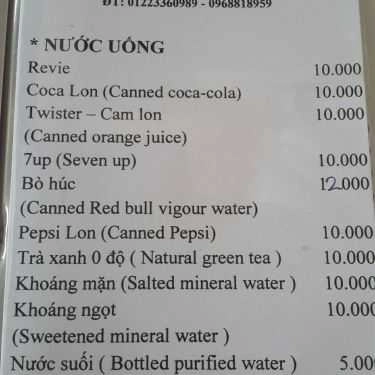 ĐT: 01223360989 - 0968818959
* NƯỚC UỐNG
Revie 10.000
Coca Lon (Canned coca-cola) 10.000
Twister – Cam lon 10.000
(Canned orange juice)
7up (Seven up) 10.000
Bò húc 12.000
(Canned Red bull vigour water)
Pepsi Lon (Canned Pepsi) 10.000
Trà xanh 0 độ ( Natural green tea ) 10.000
Khoáng mặn (Salted mineral water ) 10.000
Khoáng ngọt 10.000
(Sweetened mineral water )
Nước suối ( Bottled purified water ) 5.000